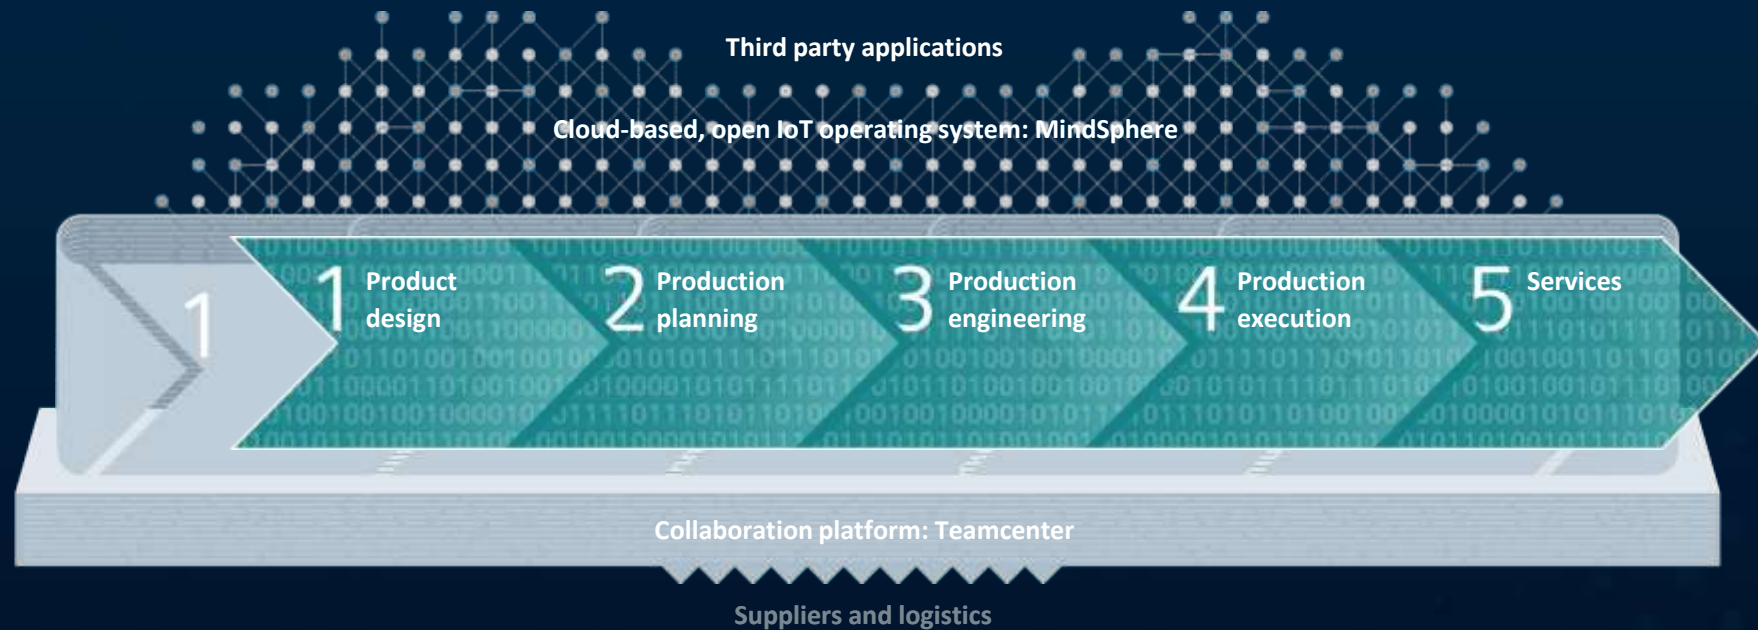 Third party applications
Cloud-based, open IoT operating system: MindSphere
1
1 Product
design
2 Production
planning
3 Production
engineering
4 Production
execution
5 Services
Collaboration platform: Teamcenter
Suppliers and logistics